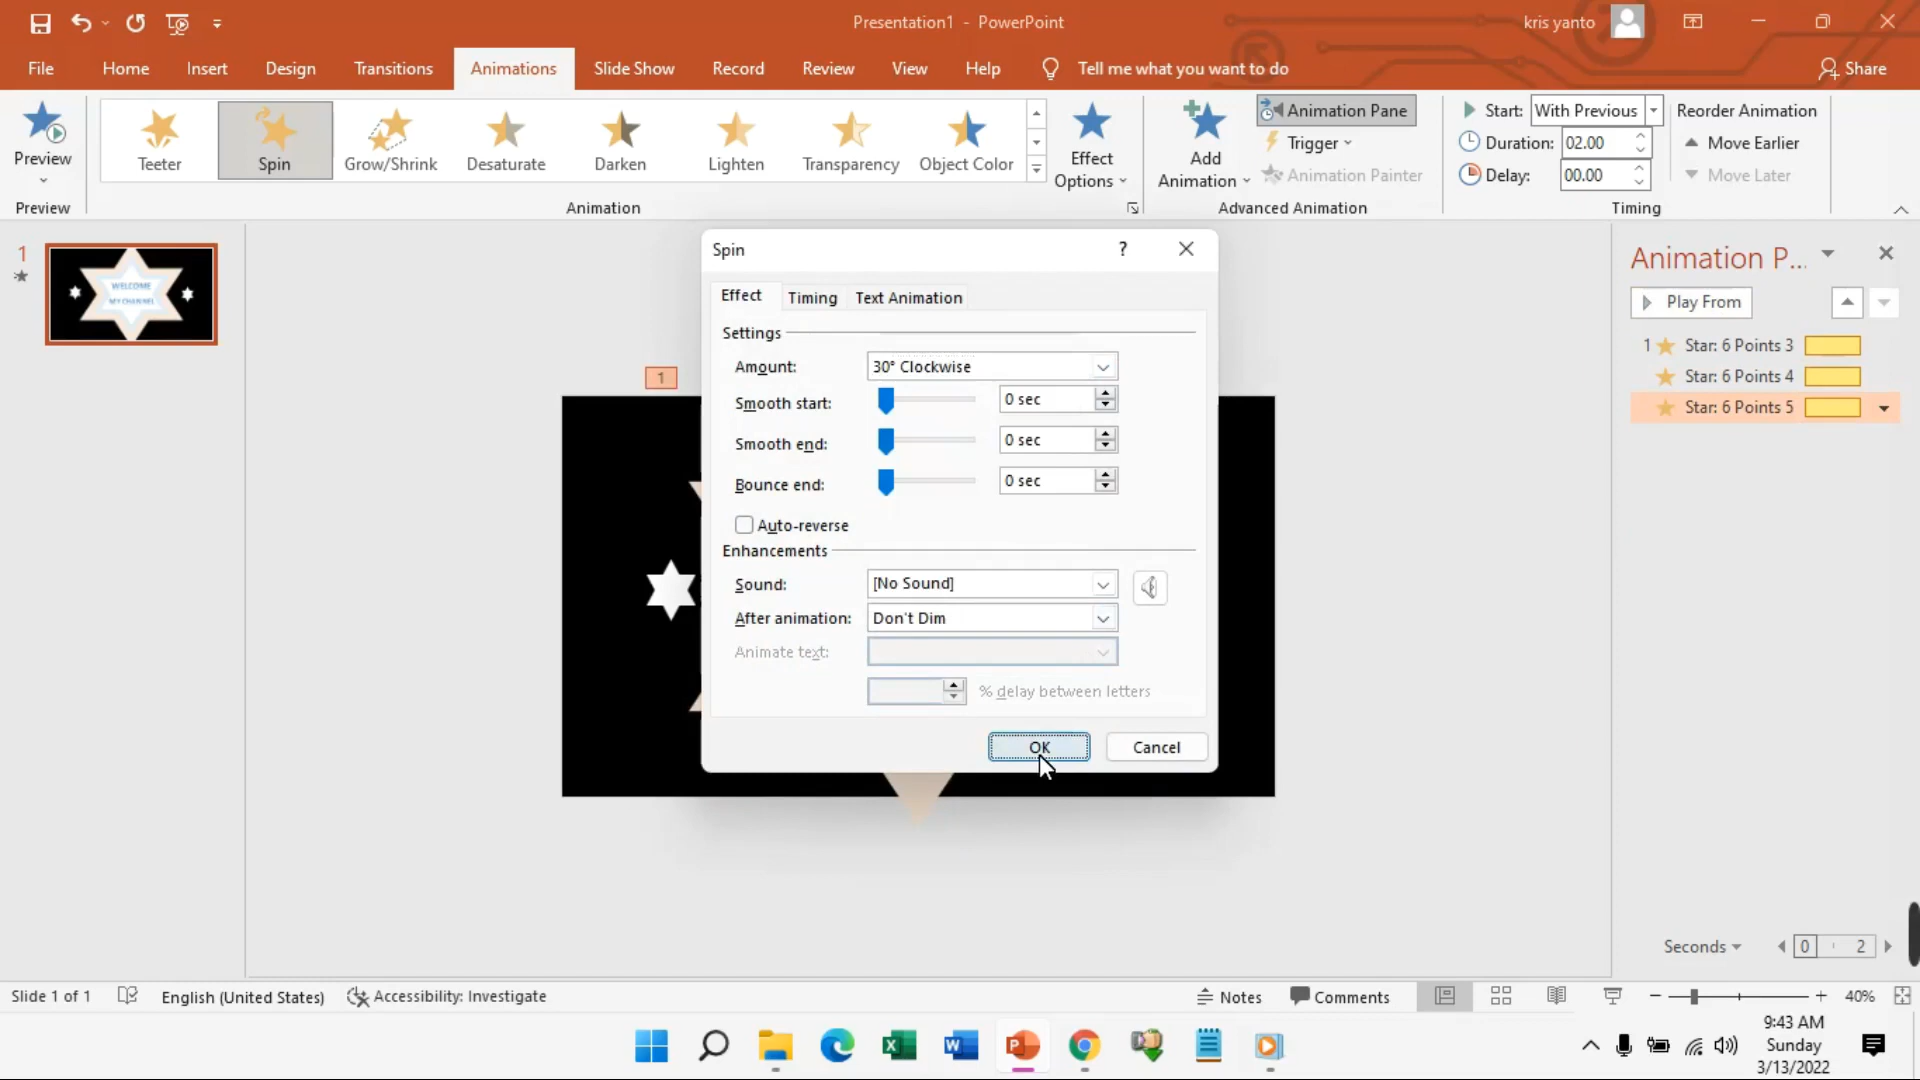 Presentation1 - PowerPoint
kris yanto
File Home Insert Design Transitions Animations Slide Show Record Review View Help Tell me what you want to do Share
Preview
Teeter Spin Grow/Shrink Desaturate Darken Lighten Transparency Object Color
Effect Options
Add Animation
Animation Pane
Trigger
Animation Painter
Start: With Previous
Duration: 02.00
Delay: 00.00
Reorder Animation
Move Earlier
Move Later
Preview Animation Advanced Animation Timing
1
WELCOME
MY CHANNEL
1
Spin ?
Effect Timing Text Animation
Settings
Amount: 30° Clockwise
Smooth start: 0 sec
Smooth end: 0 sec
Bounce end: 0 sec
Auto-reverse
Enhancements
Sound: [No Sound]
After animation: Don't Dim
Animate text:
% delay between letters
OK Cancel
Animation P...
Play From
1 Star: 6 Points 3
Star: 6 Points 4
Star: 6 Points 5
Seconds 0 2
Slide 1 of 1 English (United States) Accessibility: Investigate Notes Comments 40%
9:43 AM
Sunday
3/13/2022